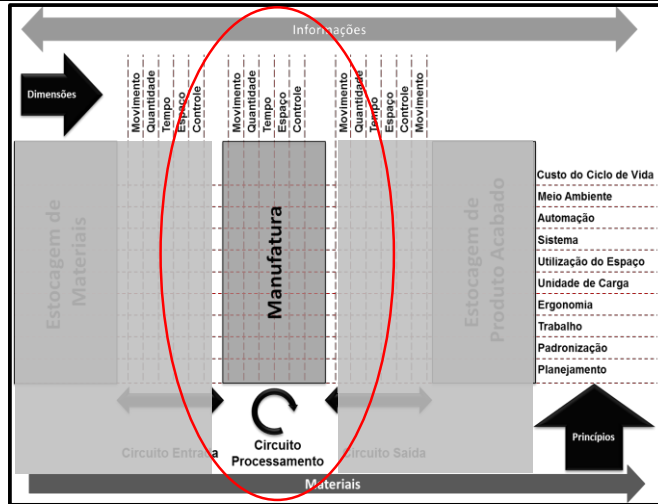 Informações
Dimensões
Movimento
Quantidade
Tempo
Espaço
Controle
Movimento
Quantidade
Tempo
Espaço
Controle
Movimento
Quantidade
Tempo
Espaço
Controle
Movimento
Estocagem de
Materiais
Manufatura
Estocagem de
Produto Acabado
Custo do Ciclo de Vida
Meio Ambiente
Automação
Sistema
Utilização do Espaço
Unidade de Carga
Ergonomia
Trabalho
Padronização
Planejamento
Circuito Entrada
Circuito
Processamento
Circuito Saída
Princípios
Materiais